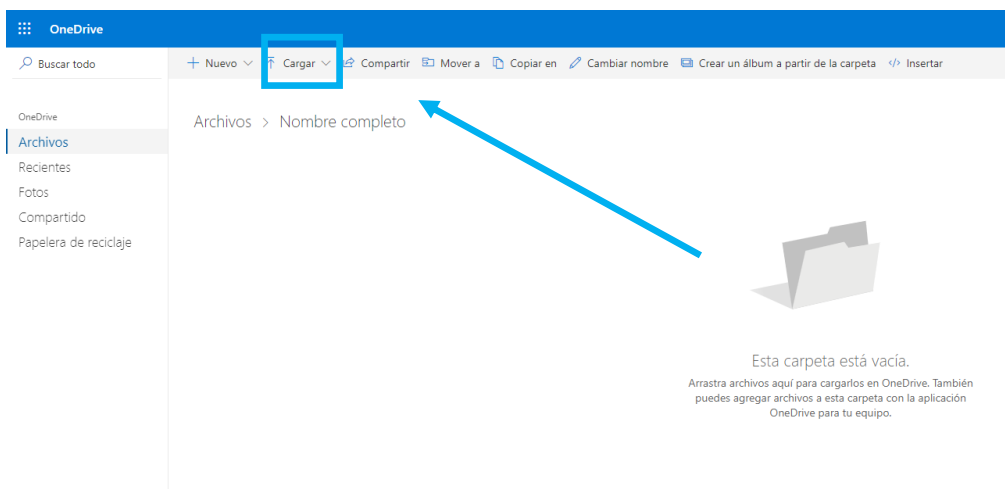 OneDrive
Buscar todo
Nuevo Cargar Compartir Mover a Copiar en Cambiar nombre Crear un álbum a partir de la carpeta Insertar
OneDrive
Archivos > Nombre completo
Archivos
Recientes
Fotos
Compartido
Papelera de reciclaje
Esta carpeta está vacía.
Arrastra archivos aquí para cargarlos en OneDrive. También
puedes agregar archivos a esta carpeta con la aplicación
OneDrive para tu equipo.